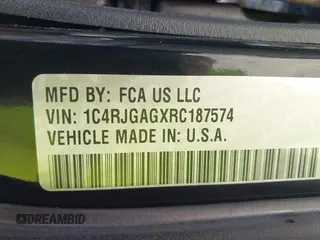 MFD BY: FCA US LLC
VIN: 1C4RJGAGXRC187574
VEHICLE MADE IN U.S.A.
DREAMBID